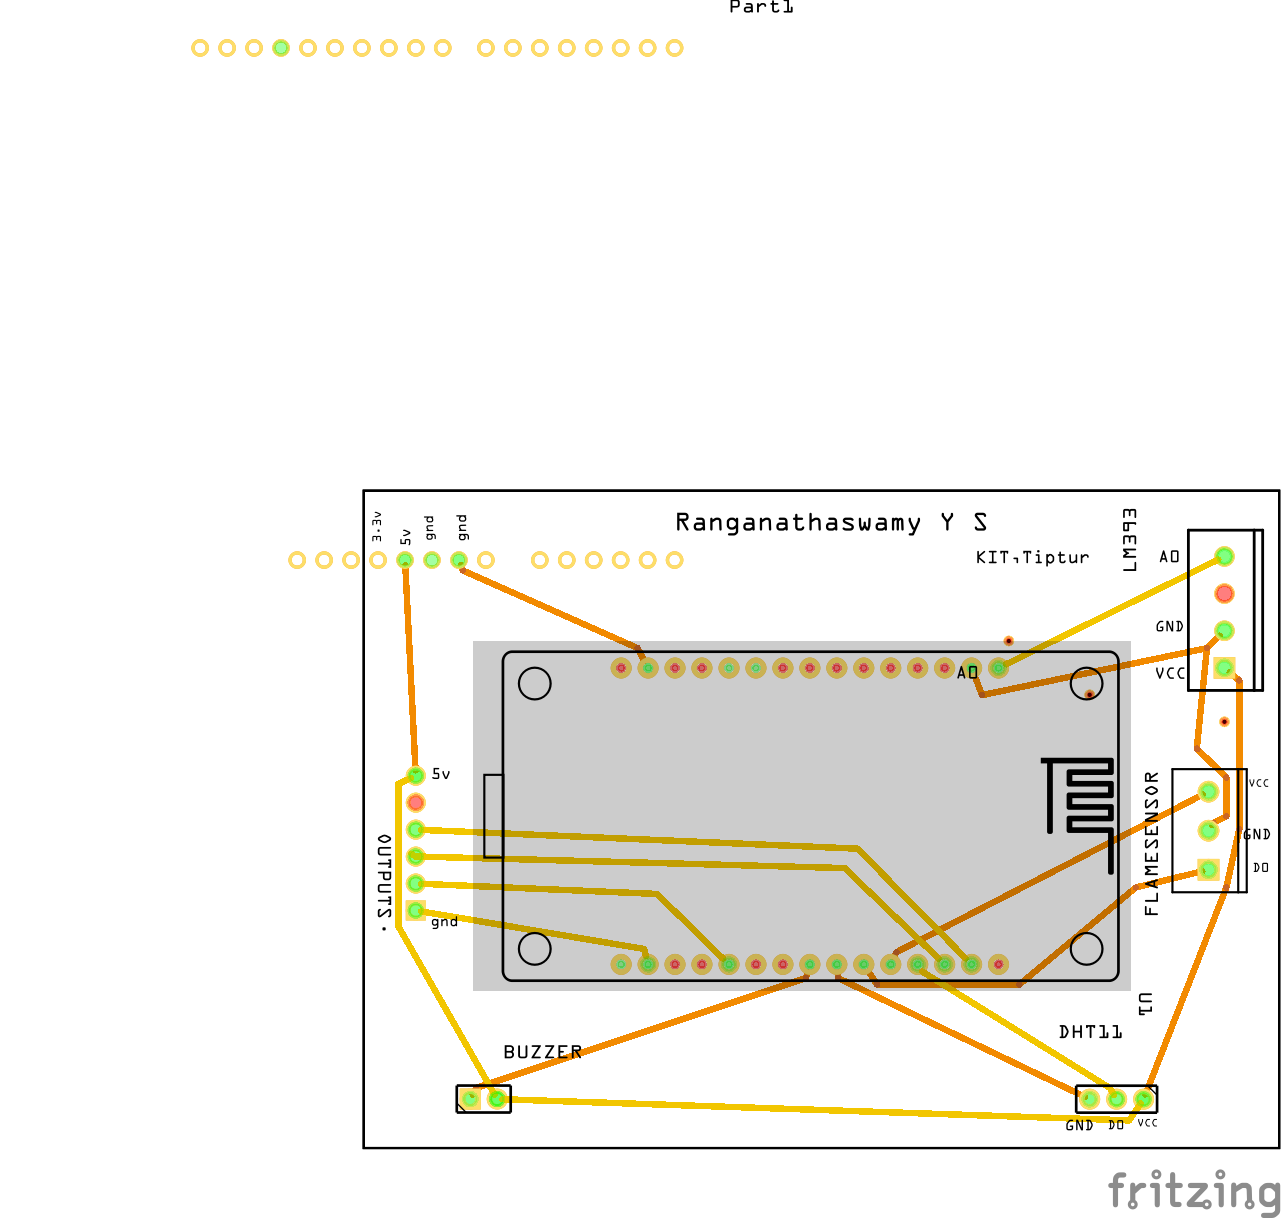 Part1
3.3v
5v
gnd
gnd
Ranganathaswamy Y S
KIT,Tiptur
LM393
A0
GND
VCC
A0
5v
OUTPUTS.
gnd
FLAMESENSOR
VCC
GND
D0
U1
DHT11
BUZZER
GND D0 VCC
fritzing